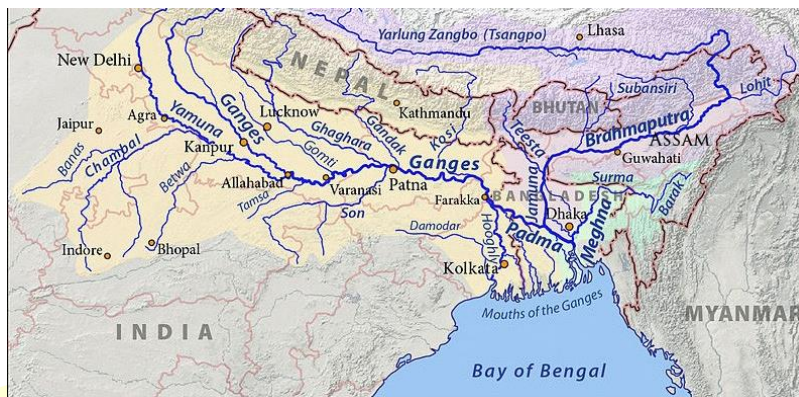 Yarlung Zangbo (Tsangpo)
Lhasa
New Delhi
NEPAL
Subansiri
Lohit
BHUTAN
Kathmandu
Brahmaputra
ASSAM
Agra
Yamuna
Ganges
Lucknow
Ghaghara
Gandak
Kosi
Teesta
Jaipur
Banas
Chambal
Kanpur
Gomti
Ganges
Guwahati
Betwa
Allahabad
Varanasi
Patna
Surma
Barak
Tamsa
Son
Farakka
BANGLADESH
Jamuna
Dhaka
Meghna
Damodar
Hooghly
Padma
Indore
Bhopal
Kolkata
Mouths of the Ganges
INDIA
MYANMAR
Bay of Bengal